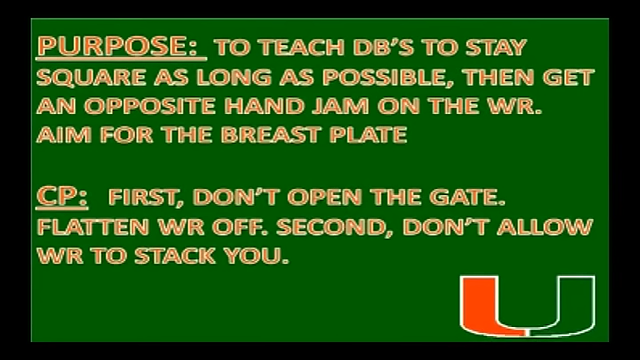 PURPOSE: TO TEACH DB'S TO STAY
SQUARE AS LONG AS POSSIBLE, THEN GET
AN OPPOSITE HAND JAM ON THE WR.
AIM FOR THE BREAST PLATE
CP: FIRST, DON'T OPEN THE GATE.
FLATTEN WR OFF. SECOND, DON'T ALLOW
WR TO STACK YOU.